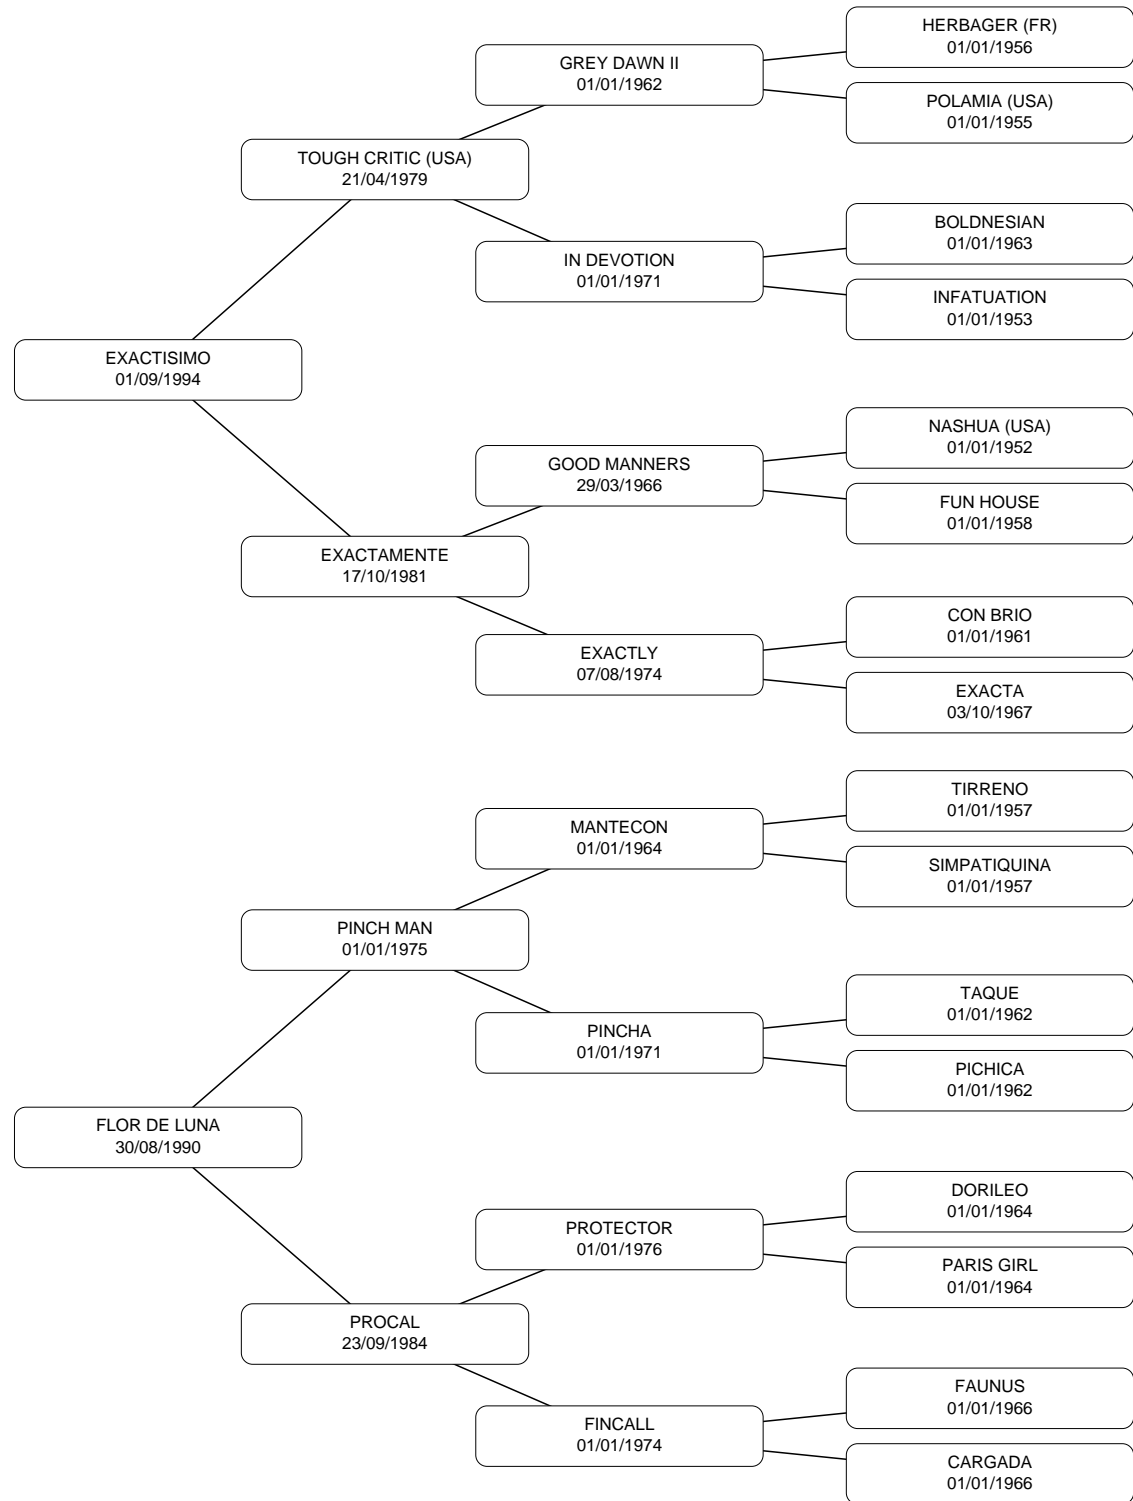 HERBAGER (FR)
01/01/1956
GREY DAWN II
01/01/1962
POLAMIA (USA)
01/01/1955
TOUGH CRITIC (USA)
21/04/1979
BOLDNESIAN
01/01/1963
IN DEVOTION
01/01/1971
INFATUATION
01/01/1953
EXACTISIMO
01/09/1994
NASHUA (USA)
01/01/1952
GOOD MANNERS
29/03/1966
FUN HOUSE
01/01/1958
EXACTAMENTE
17/10/1981
CON BRIO
01/01/1961
EXACTLY
07/08/1974
EXACTA
03/10/1967
TIRRENO
01/01/1957
MANTECON
01/01/1964
SIMPATIQUINA
01/01/1957
PINCH MAN
01/01/1975
TAQUE
01/01/1962
PINCHA
01/01/1971
PICHICA
01/01/1962
FLOR DE LUNA
30/08/1990
DORILEO
01/01/1964
PROTECTOR
01/01/1976
PARIS GIRL
01/01/1964
PROCAL
23/09/1984
FAUNUS
01/01/1966
FINCALL
01/01/1974
CARGADA
01/01/1966